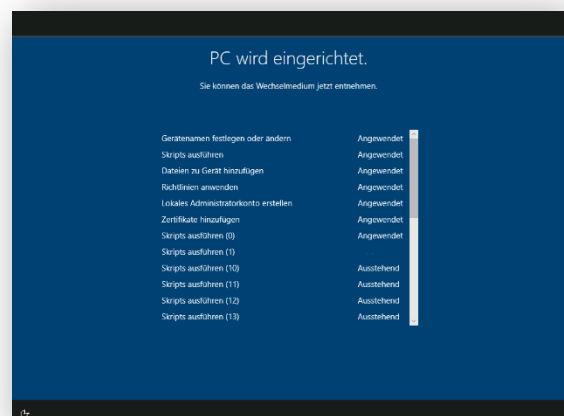 PC wird eingerichtet.
Sie können das Wechselmedium jetzt entnehmen.
Gerätenamen festlegen oder ändern Angewendet
Skripts ausführen Angewendet
Dateien zu Gerät hinzufügen Angewendet
Richtlinien anwenden Angewendet
Lokales Administratorkonto erstellen Angewendet
Zertifikate hinzufügen Angewendet
Skripts ausführen (0) Angewendet
Skripts ausführen (1)
Skripts ausführen (10) Ausstehend
Skripts ausführen (11) Ausstehend
Skripts ausführen (12) Ausstehend
Skripts ausführen (13) Ausstehend